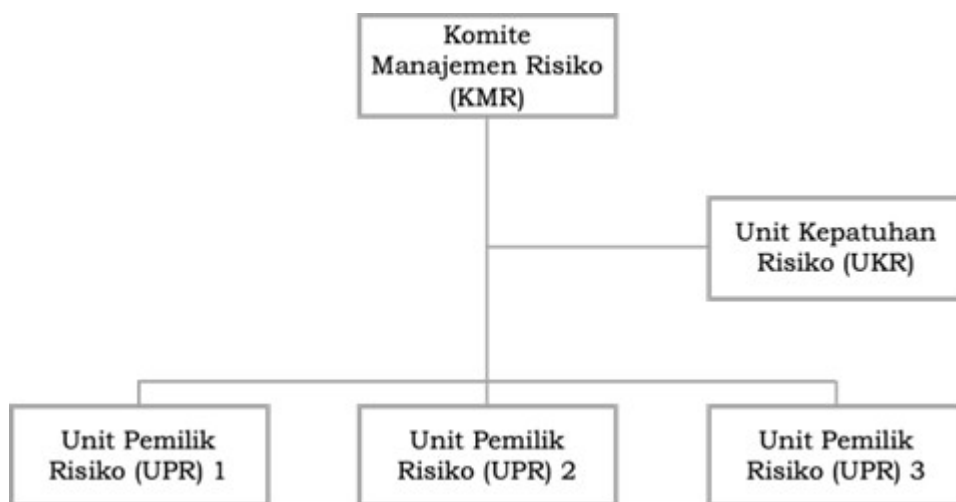 Komite
Manajemen Risiko
(KMR)
Unit Kepatuhan
Risiko (UKR)
Unit Pemilik
Risiko (UPR) 1
Unit Pemilik
Risiko (UPR) 2
Unit Pemilik
Risiko (UPR) 3